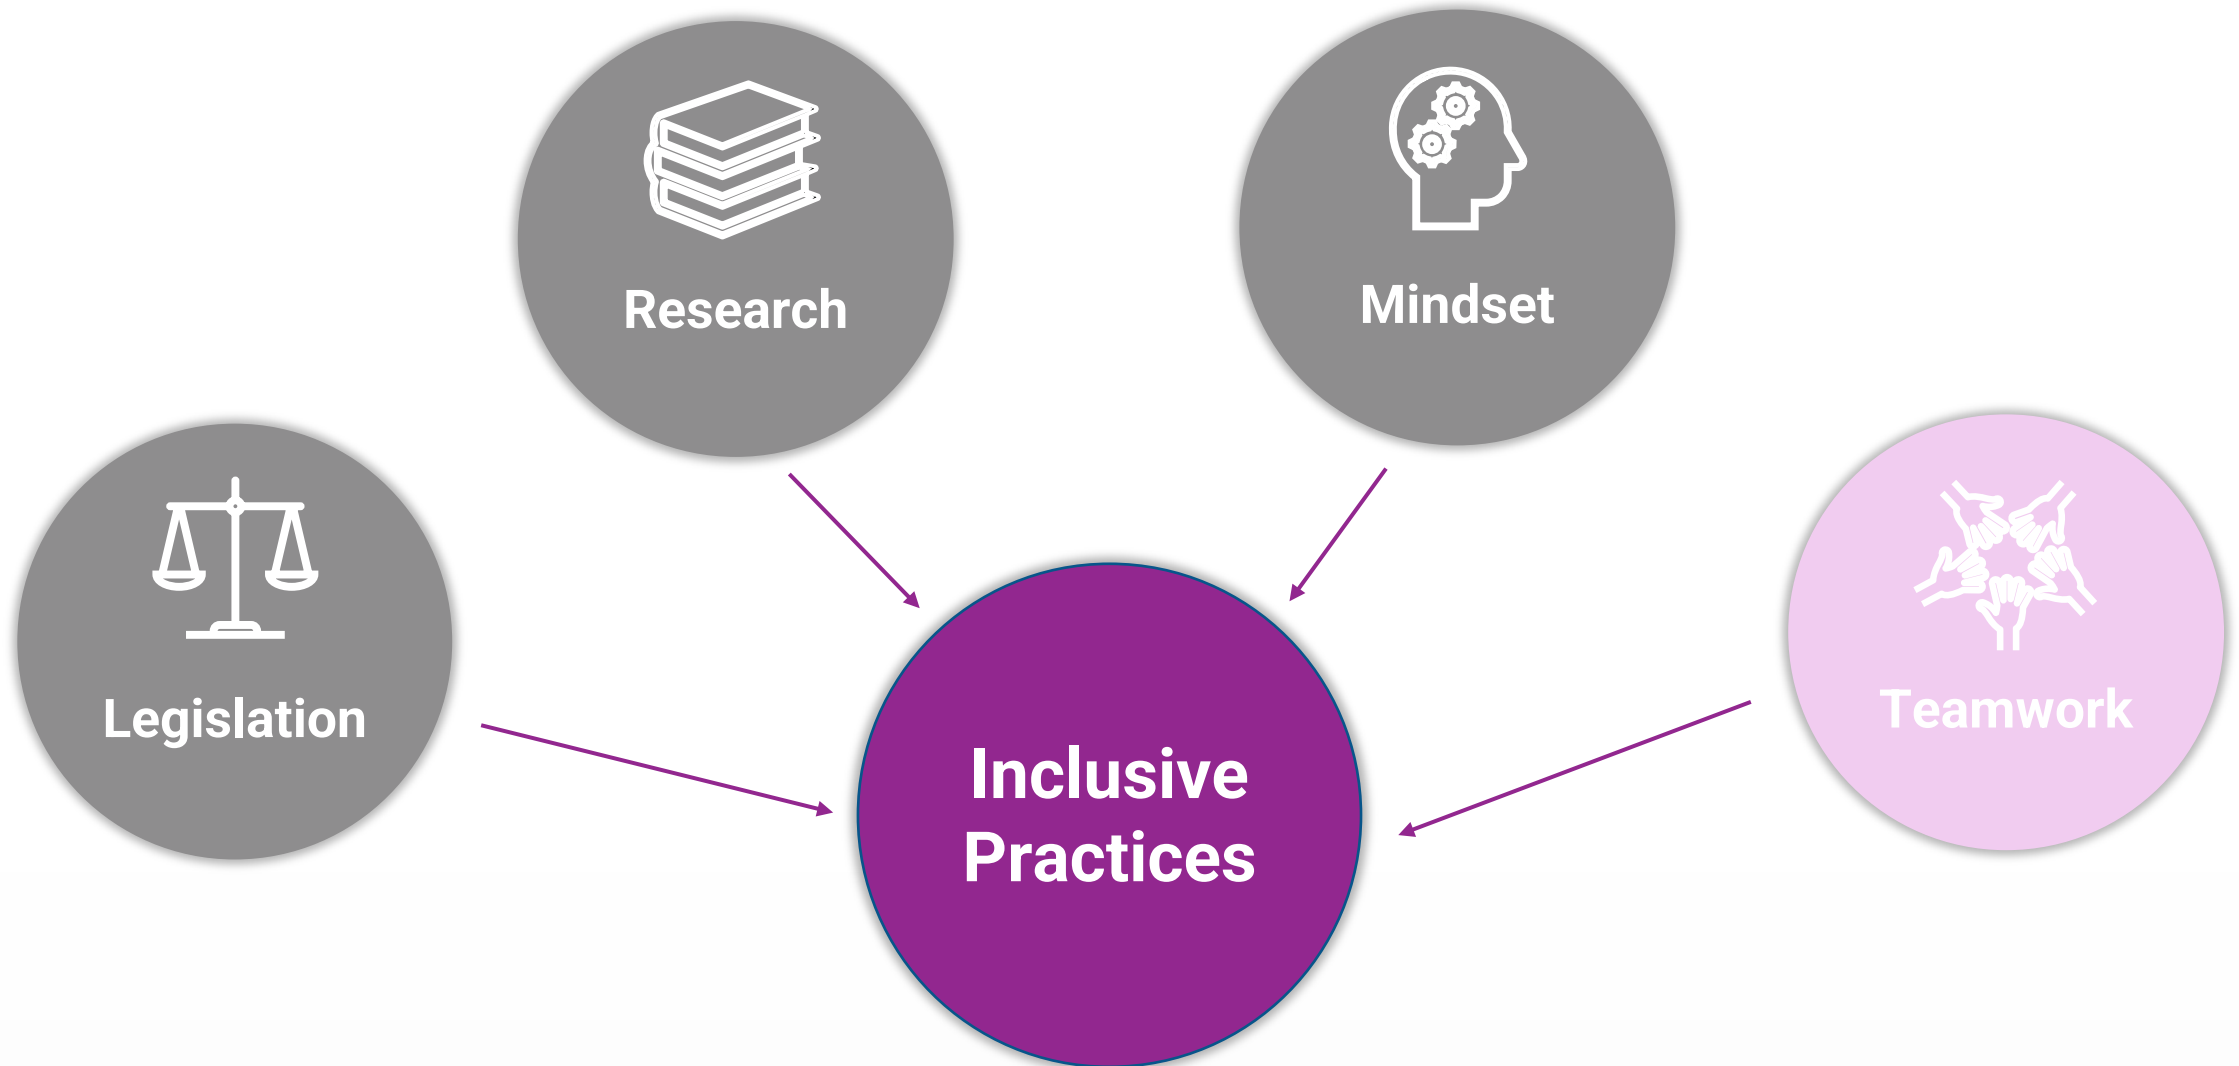 Research
Mindset
Legislation
Teamwork
Inclusive
Practices